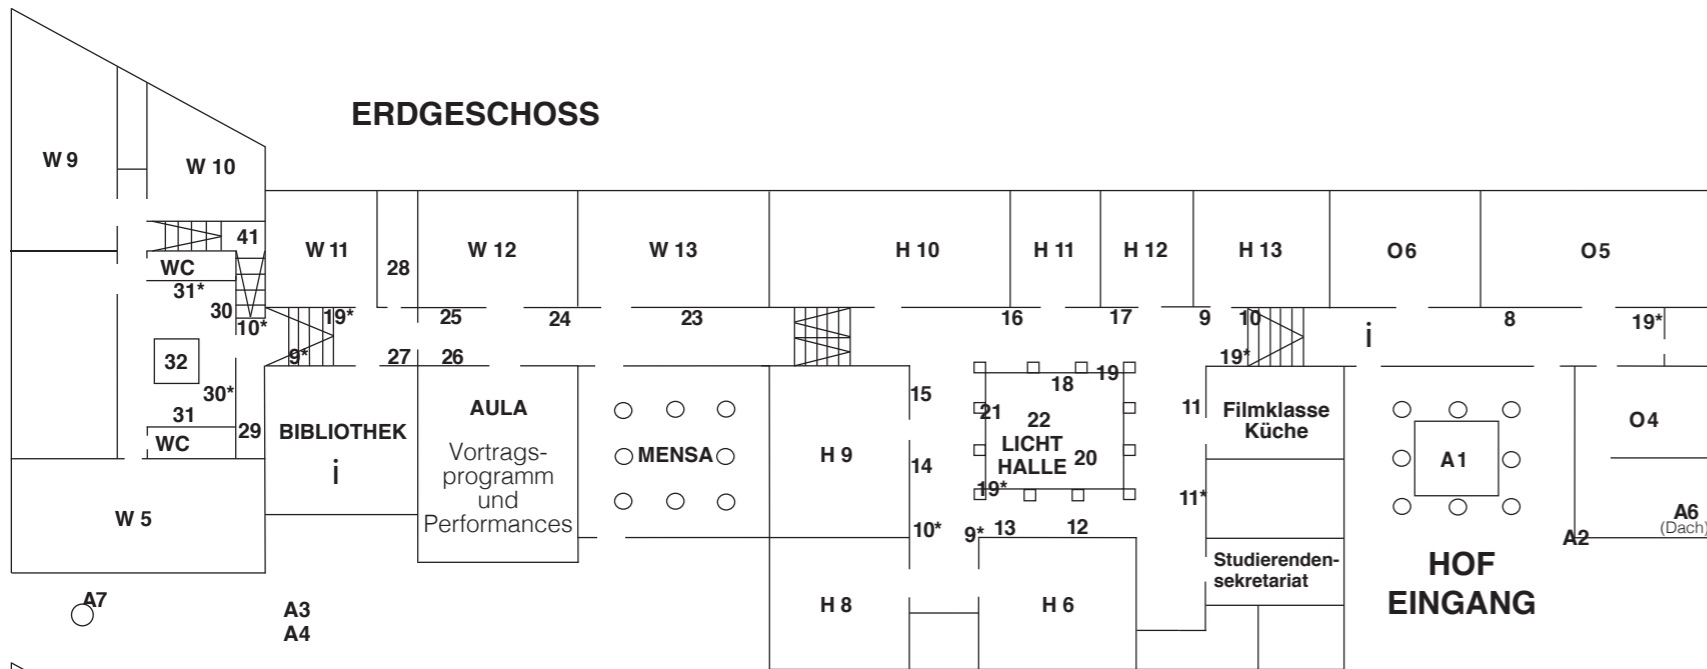 ERDGESCHOSS
W 9
W 10
41
WC
31*
30
10*
W 11
28
W 12
W 13
H 10
H 11
H 12
H 13
O 6
O 5
19*
25
24
23
16
17
9
10
i
8
19*
9*
27
26
19*
32
30*
31
WC
29
BIBLIOTHEK
i
AULA
Vortrags-
programm
und
Performances
MENSA
H 9
15
14
10*
18
19
21
22
LICHT
HALLE
20
19*
9*
13
12
11
11*
Filmklasse
Küche
A1
O 4
A6
(Dach)
A2
W 5
A7
A3
A4
H 8
H 6
Studierenden-
sekretariat
HOF
EINGANG